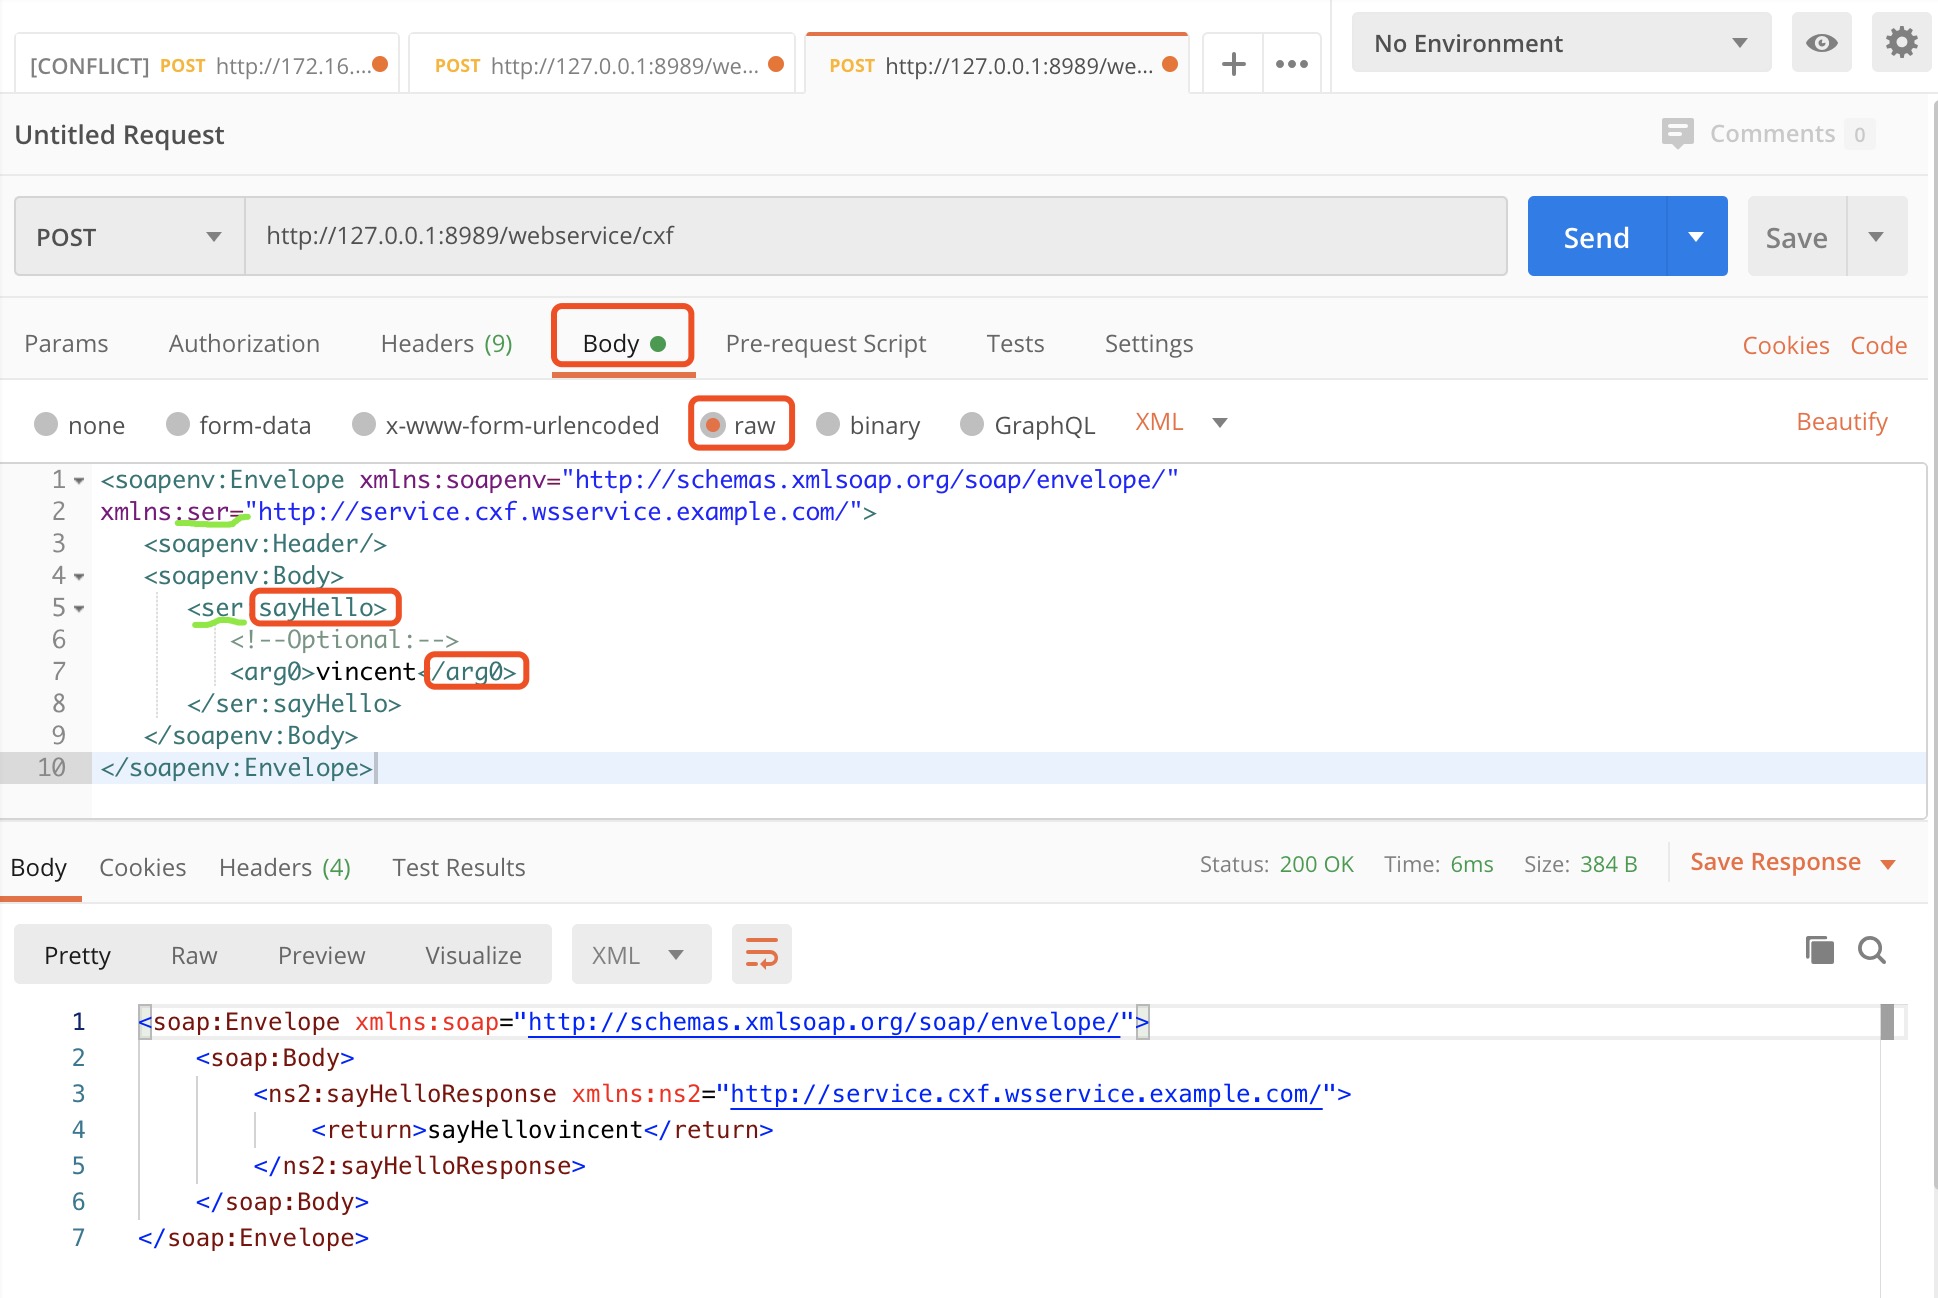 [CONFLICT] POST http://172.16....
POST http://127.0.0.1:8989/we...
POST http://127.0.0.1:8989/we...
No Environment
Untitled Request
Comments 0
POST http://127.0.0.1:8989/webservice/cxf
Send
Save
Params Authorization Headers (9) Body Pre-request Script Tests Settings Cookies Code
none form-data x-www-form-urlencoded raw binary GraphQL XML Beautify
1 <soapenv:Envelope xmlns:soapenv="http://schemas.xmlsoap.org/soap/envelope/"
2 xmlns:ser="http://service.cxf.wsservice.example.com/">
3 <soapenv:Header/>
4 <soapenv:Body>
5 <ser sayHello>
6 <!--Optional:-->
7 <arg0>vincent</arg0>
8 </ser:sayHello>
9 </soapenv:Body>
10 </soapenv:Envelope>
Body Cookies Headers (4) Test Results Status: 200 OK Time: 6ms Size: 384 B Save Response
Pretty Raw Preview Visualize XML
1 <soap:Envelope xmlns:soap="http://schemas.xmlsoap.org/soap/envelope/">
2 <soap:Body>
3 <ns2:sayHelloResponse xmlns:ns2="http://service.cxf.wsservice.example.com/">
4 <return>sayHellovincent</return>
5 </ns2:sayHelloResponse>
6 </soap:Body>
7 </soap:Envelope>